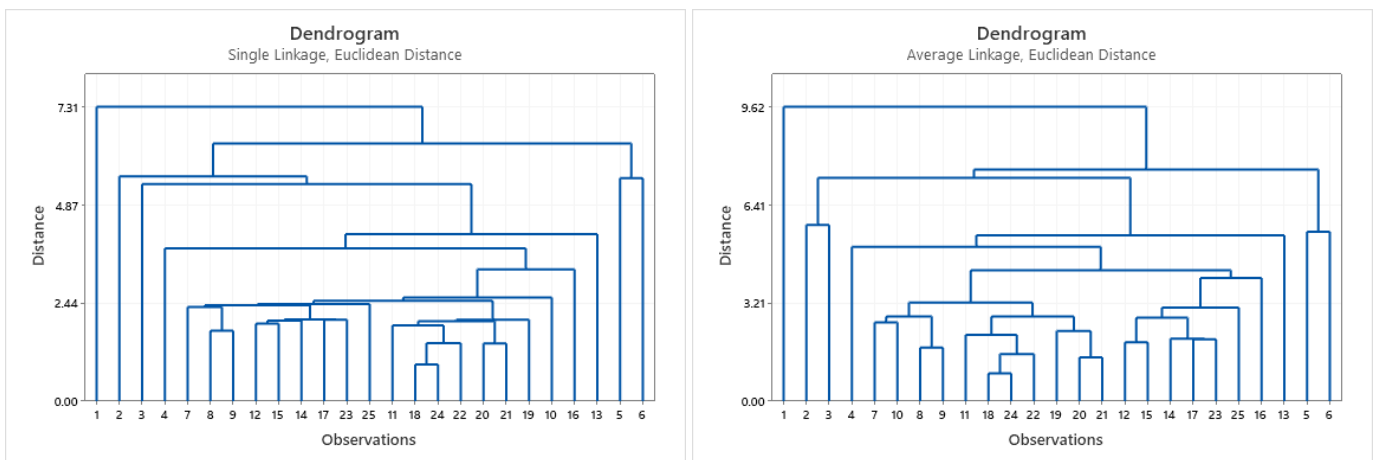 Dendrogram
Single Linkage, Euclidean Distance
7.31
4.87
2.44
0.00
Distance
1 2 3 4 7 8 9 12 15 14 17 23 25 11 18 24 22 20 21 19 10 16 13 5 6
Observations
Dendrogram
Average Linkage, Euclidean Distance
9.62
6.41
3.21
0.00
Distance
1 2 3 4 7 10 8 9 11 18 24 22 19 20 21 12 15 14 17 23 25 16 13 5 6
Observations